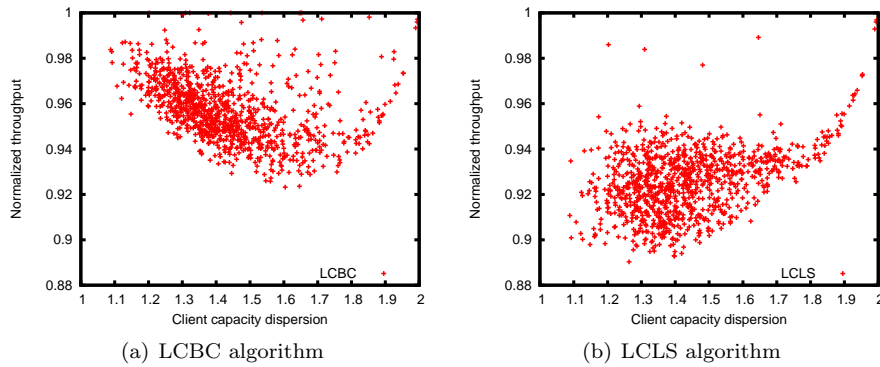 1
0.98
0.96
0.94
0.92
0.9
0.88
Normalized throughput
LCBC
1 1.1 1.2 1.3 1.4 1.5 1.6 1.7 1.8 1.9 2
Client capacity dispersion
(a) LCBC algorithm
1
0.98
0.96
0.94
0.92
0.9
0.88
Normalized throughput
LCLS
1 1.1 1.2 1.3 1.4 1.5 1.6 1.7 1.8 1.9 2
Client capacity dispersion
(b) LCLS algorithm